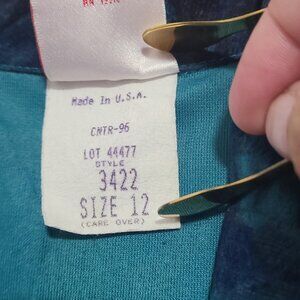 Made in U.S.A.
CNTR-96
LOT 44477
STYLE
3422
SIZE 12
(CARE OVER)